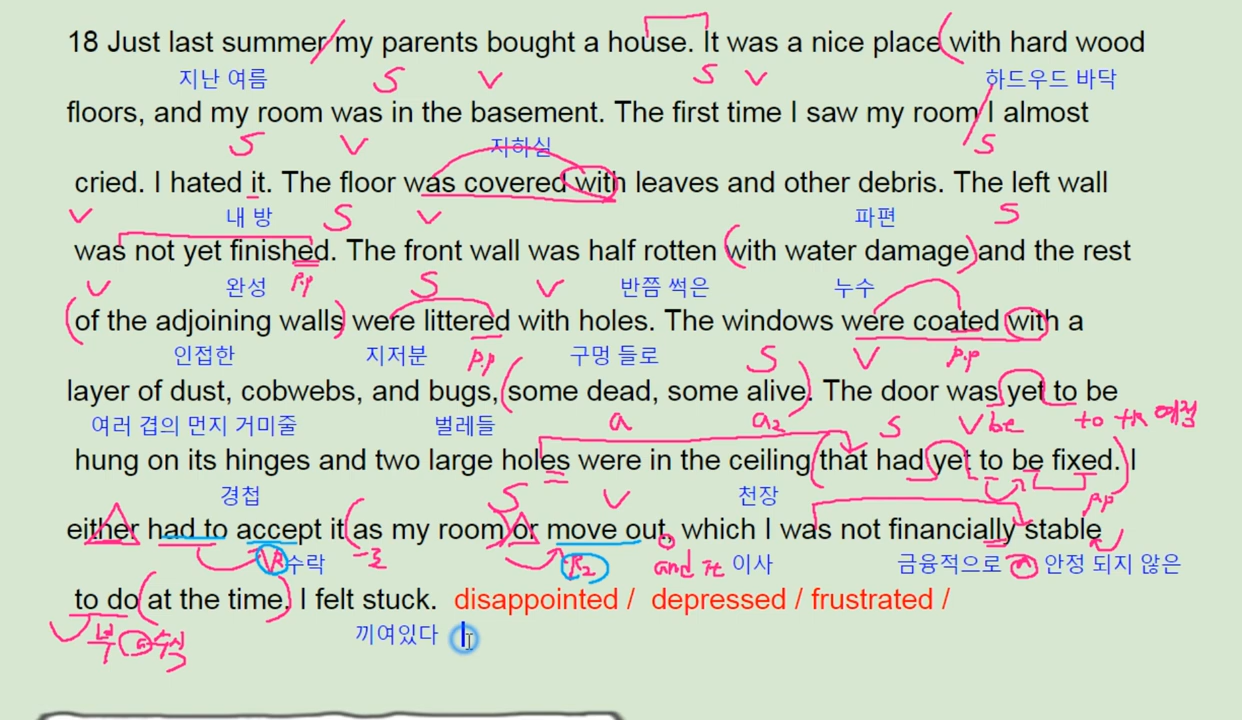 18 Just last summer my parents bought a house. It was a nice place with hard wood
지난 여름 S V S V 하드우드 바닥
floors, and my room was in the basement. The first time I saw my room I almost
S V 지하실 S
cried. I hated it. The floor was covered with leaves and other debris. The left wall
V 내 방 S V 파편 S
was not yet finished. The front wall was half rotten with water damage and the rest
V 완성 p.p S V 반쯤 썩은 누수
of the adjoining walls were littered with holes. The windows were coated with a
인접한 지저분 p.p 구멍 들로 S V p.p
layer of dust, cobwebs, and bugs, some dead, some alive. The door was yet to be
여러 겹의 먼지 거미줄 벌레들 a a2 S V be to
hung on its hinges and two large holes were in the ceiling that had yet to be fixed. I
경첩 S V 천장 p.p
either had to accept it as my room or move out, which I was not financially stable
R 수락 R2 and 이사 금융적으로 안정 되지 않은
to do at the time. I felt stuck. disappointed / depressed / frustrated /
부 수식 끼여있다